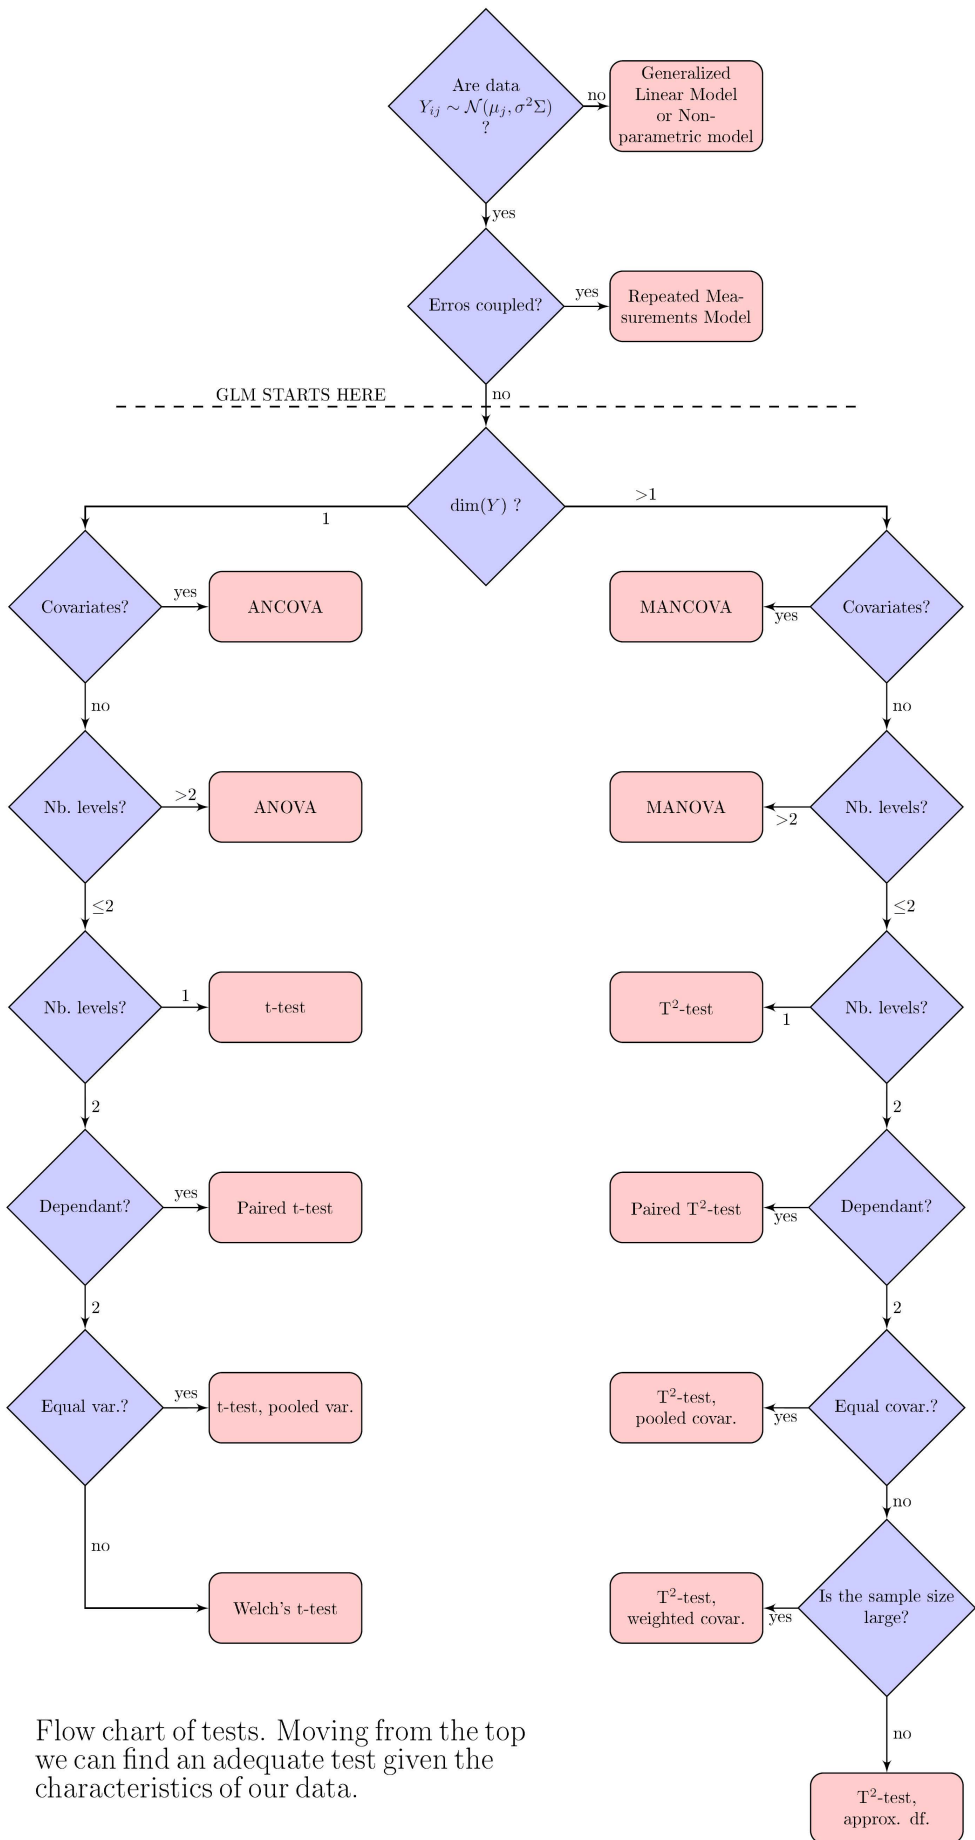 Are data
Y_{ij} ∼ 𝒩(μ_j, σ²Σ)
?
no
Generalized
Linear Model
or Non-
parametric model
yes
Erros coupled?
yes
Repeated Mea-
surements Model
no
GLM STARTS HERE
dim(Y) ?
1
>1
Covariates?
yes
ANCOVA
MANCOVA
yes
Covariates?
no
no
Nb. levels?
>2
ANOVA
MANOVA
>2
Nb. levels?
≤2
≤2
Nb. levels?
1
t-test
T²-test
1
Nb. levels?
2
2
Dependant?
yes
Paired t-test
Paired T²-test
yes
Dependant?
2
2
Equal var.?
yes
t-test, pooled var.
T²-test,
pooled covar.
yes
Equal covar.?
no
no
Welch's t-test
T²-test,
weighted covar.
yes
Is the sample size
large?
no
T²-test,
approx. df.
Flow chart of tests. Moving from the top
we can find an adequate test given the
characteristics of our data.